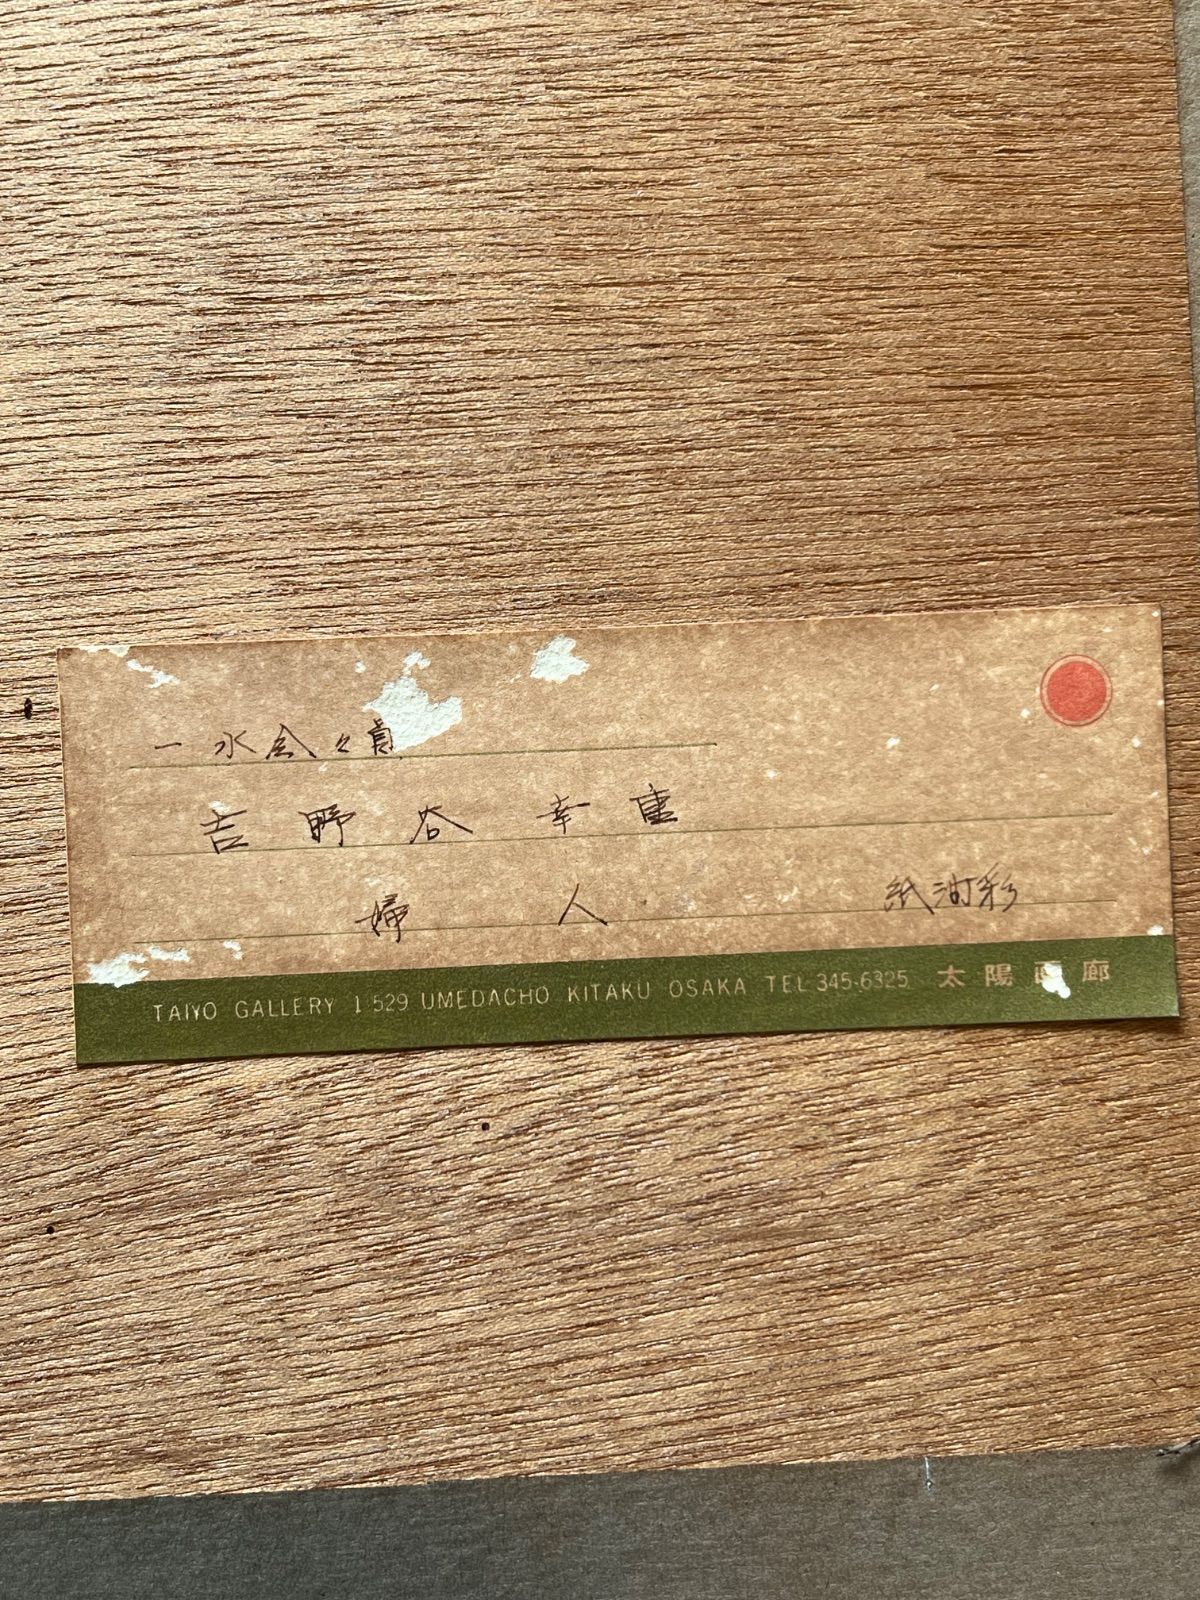 一水会々員
吉野谷幸重
婦人 紙油彩
TAIYO GALLERY 1 529 UMEDACHO KITAKU OSAKA TEL 345-6325 太陽画廊